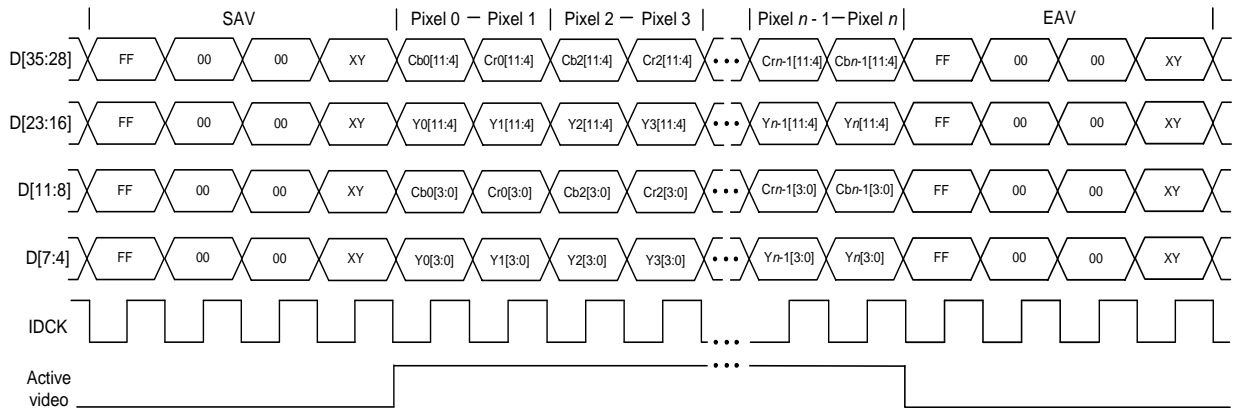 SAV Pixel 0 — Pixel 1 Pixel 2 — Pixel 3 Pixel n - 1—Pixel n EAV
D[35:28] FF 00 00 XY Cb0[11:4] Cr0[11:4] Cb2[11:4] Cr2[11:4] ••• Crn-1[11:4] Cbn-1[11:4] FF 00 00 XY
D[23:16] FF 00 00 XY Y0[11:4] Y1[11:4] Y2[11:4] Y3[11:4] ••• Yn-1[11:4] Yn[11:4] FF 00 00 XY
D[11:8] FF 00 00 XY Cb0[3:0] Cr0[3:0] Cb2[3:0] Cr2[3:0] ••• Crn-1[3:0] Cbn-1[3:0] FF 00 00 XY
D[7:4] FF 00 00 XY Y0[3:0] Y1[3:0] Y2[3:0] Y3[3:0] ••• Yn-1[3:0] Yn[3:0] FF 00 00 XY
IDCK •••
Active •••
video